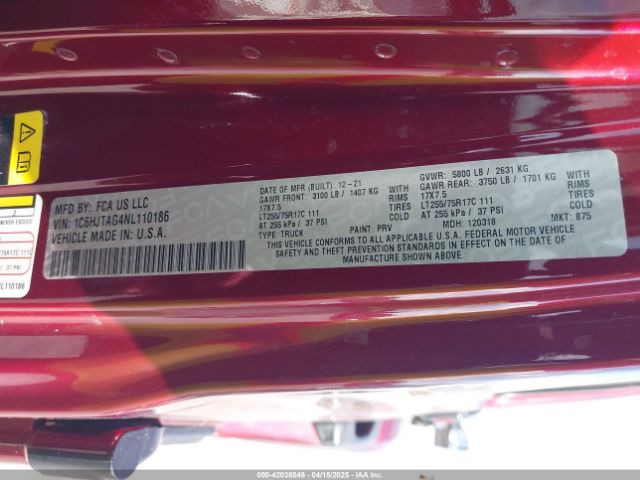 MFD BY: FCA US LLC
VIN: 1C6HJTAG4NL110186
VEHICLE MADE IN U.S.A.
DATE OF MFR (BUILT): 12-21
GVWR: 5800 LB / 2631 KG
GAWR FRONT: 3100 LB / 1407 KG
GAWR REAR: 3750 LB / 1701 KG
17X7.5
17X7.5
LT255/75R17C 111
TIRES
LT255/75R17C 111
TIRES
AT 255 kPa / 37 PSI
COLD
AT 255 kPa / 37 PSI
COLD
TYPE: TRUCK
PAINT: PRV
MDH: 120318
MKT: 875
THIS VEHICLE CONFORMS TO ALL APPLICABLE U.S.A. FEDERAL MOTOR VEHICLE
SAFETY AND THEFT PREVENTION STANDARDS IN EFFECT ON THE DATE OF
MANUFACTURE SHOWN ABOVE.
EXCEED
75R17C 111
/ 37 PSI
L110186
000-42038546 - 04/15/2025 - IAA.